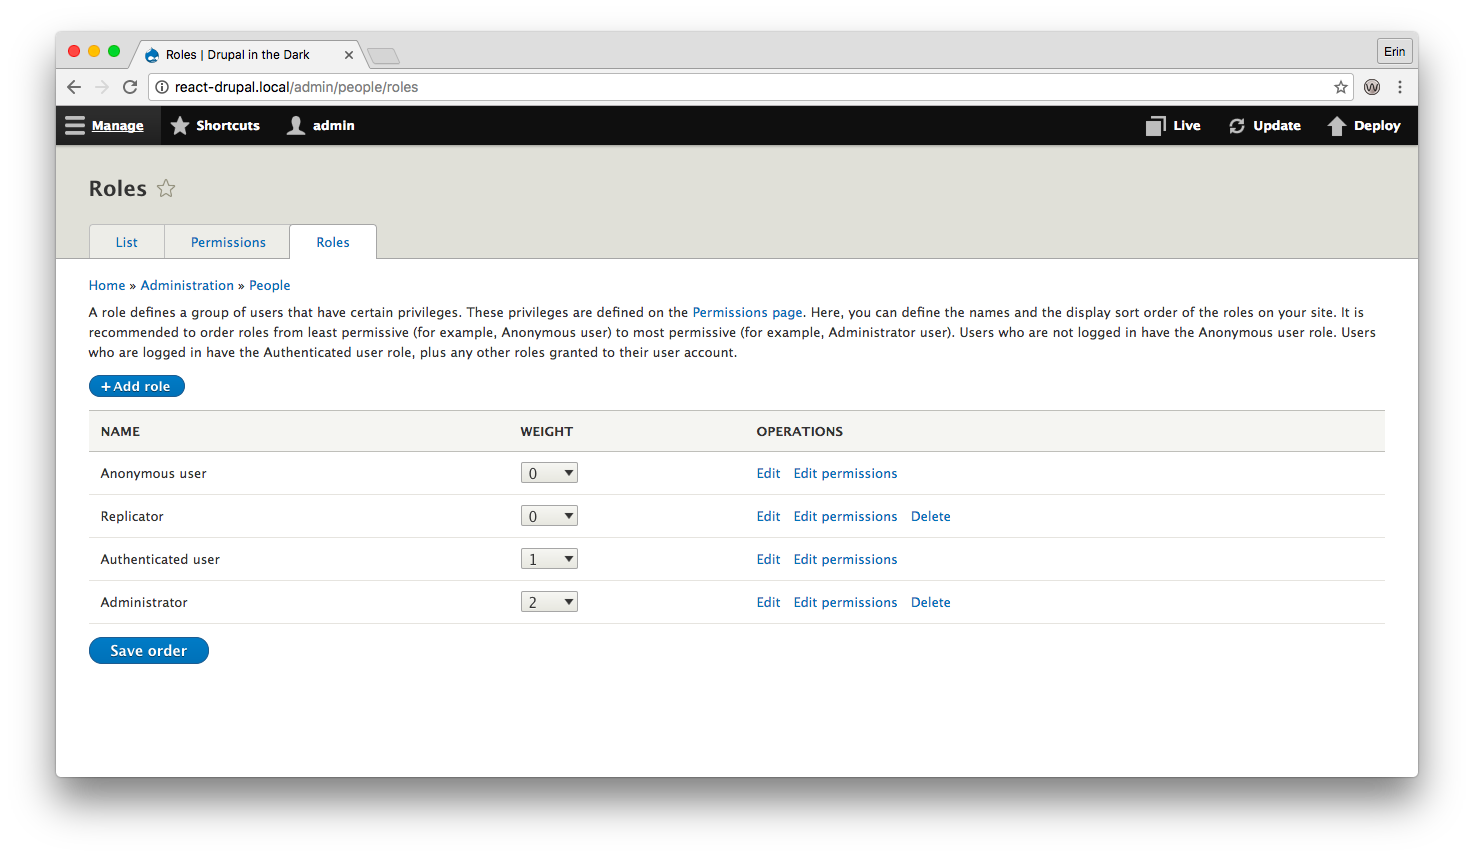 Roles | Drupal in the Dark
Erin
react-drupal.local/admin/people/roles
Manage Shortcuts admin Live Update Deploy
Roles
List Permissions Roles
Home » Administration » People
A role defines a group of users that have certain privileges. These privileges are defined on the Permissions page. Here, you can define the names and the display sort order of the roles on your site. It is
recommended to order roles from least permissive (for example, Anonymous user) to most permissive (for example, Administrator user). Users who are not logged in have the Anonymous user role. Users
who are logged in have the Authenticated user role, plus any other roles granted to their user account.
+ Add role
NAME WEIGHT OPERATIONS
Anonymous user 0 Edit Edit permissions
Replicator 0 Edit Edit permissions Delete
Authenticated user 1 Edit Edit permissions
Administrator 2 Edit Edit permissions Delete
Save order